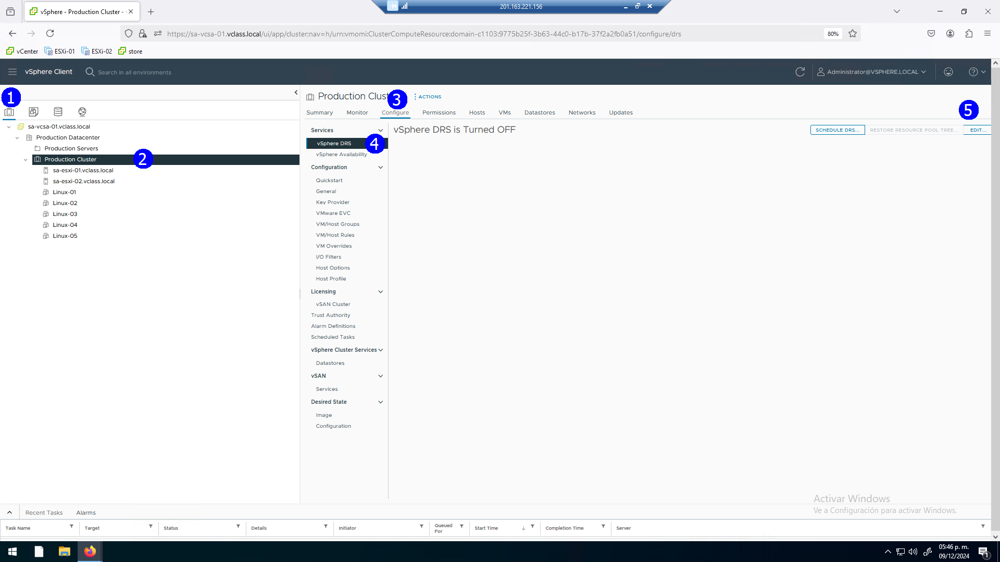 201.163.221.156
vSphere - Production Cluster -
https://sa-vcsa-01.vclass.local/ui/app/cluster;nav=h/urn:vmomi:ClusterComputeResource:domain-c1103:9775b25f-3b63-44c0-b17b-37f2a2fb0a51/configure/drs
80%
vCenter ESXi-01 ESXi-02 store
vSphere Client
Search in all environments
Administrator@VSPHERE.LOCAL
1
sa-vcsa-01.vclass.local
Production Datacenter
Production Servers
Production Cluster
2
sa-esxi-01.vclass.local
sa-esxi-02.vclass.local
Linux-01
Linux-02
Linux-03
Linux-04
Linux-05
Production Clust
3
ACTIONS
Summary Monitor Configure Permissions Hosts VMs Datastores Networks Updates
5
Services
vSphere DRS
4
vSphere Availability
Configuration
Quickstart
General
Key Provider
VMware EVC
VM/Host Groups
VM/Host Rules
VM Overrides
I/O Filters
Host Options
Host Profile
Licensing
vSAN Cluster
Trust Authority
Alarm Definitions
Scheduled Tasks
vSphere Cluster Services
Datastores
vSAN
Services
Desired State
Image
Configuration
vSphere DRS is Turned OFF
SCHEDULE DRS... RESTORE RESOURCE POOL TREE... EDIT...
Activar Windows
Ve a Configuración para activar Windows.
Recent Tasks Alarms
Task Name Target Status Details Initiator Queued For Start Time Completion Time Server
05:46 p. m.
09/12/2024
1